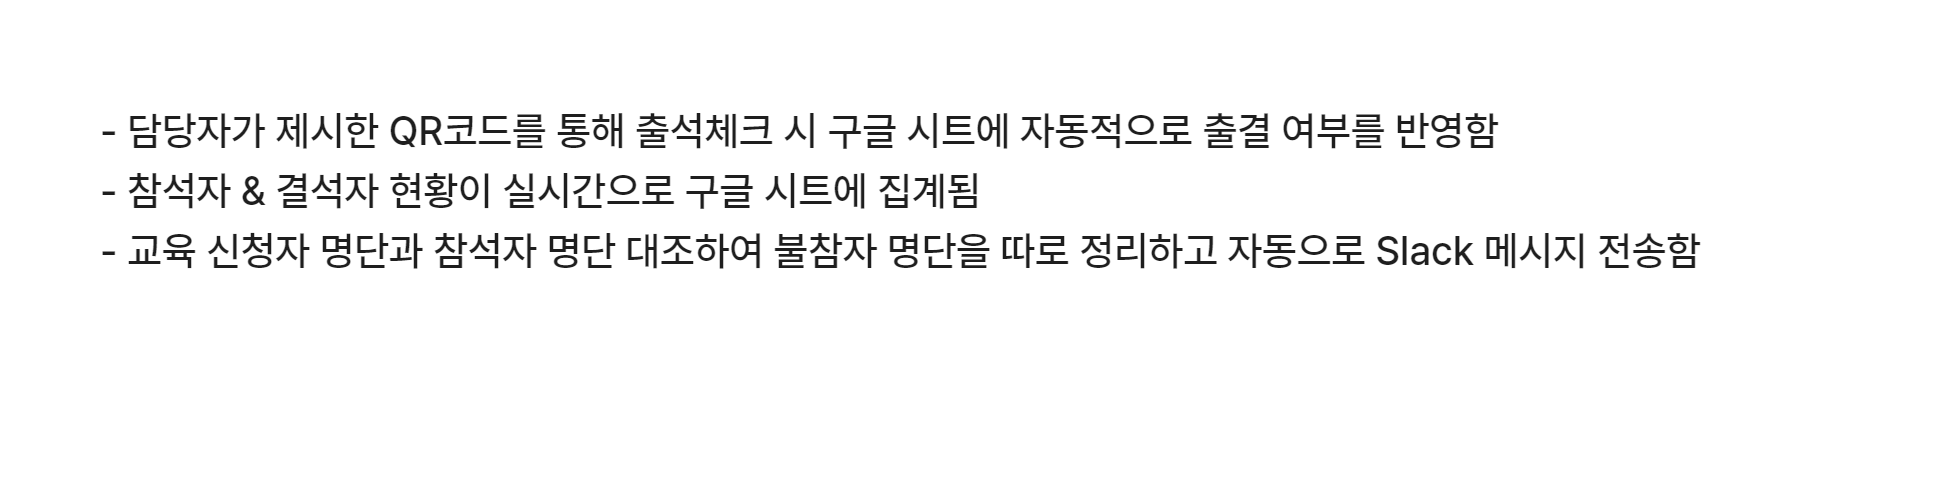 - 담당자가 제시한 QR코드를 통해 출석체크 시 구글 시트에 자동적으로 출결 여부를 반영함
- 참석자 & 결석자 현황이 실시간으로 구글 시트에 집계됨
- 교육 신청자 명단과 참석자 명단 대조하여 불참자 명단을 따로 정리하고 자동으로 Slack 메시지 전송함